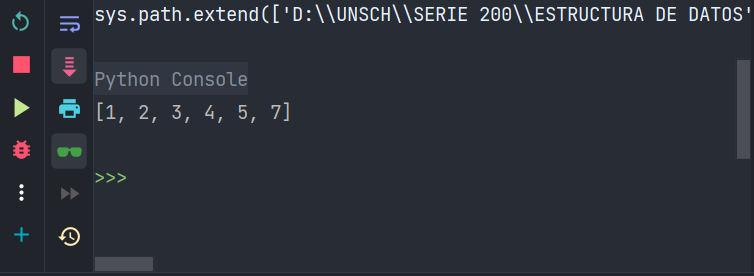 sys.path.extend(['D:\\UNSCH\\SERIE 200\\ESTRUCTURA DE DATOS'
Python Console
[1, 2, 3, 4, 5, 7]
>>>